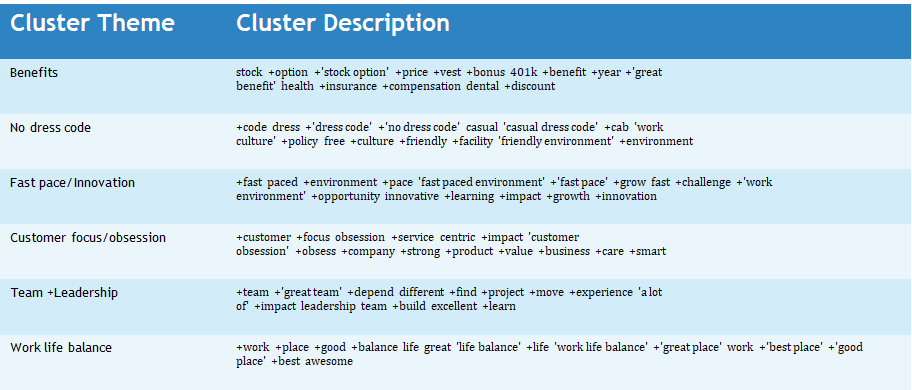 Cluster Theme Cluster Description
Benefits stock +option +'stock option' +price +vest +bonus 401k +benefit +year +'great
benefit' health +insurance +compensation dental +discount
No dress code +code dress +'dress code' +'no dress code' casual 'casual dress code' +cab 'work
culture' +policy free +culture +friendly +facility 'friendly environment' +environment
Fast pace/Innovation +fast paced +environment +pace 'fast paced environment' +'fast pace' +grow fast +challenge +'work
environment' +opportunity innovative +learning +impact +growth +innovation
Customer focus/obsession +customer +focus obsession +service centric +impact 'customer
obsession' +obsess +company +strong +product +value +business +care +smart
Team +Leadership +team +'great team' +depend different +find +project +move +experience 'a lot
of' +impact leadership team +build excellent +learn
Work life balance +work +place +good +balance life great 'life balance' +life 'work life balance' +'great place' work +'best place' +'good
place' +best awesome